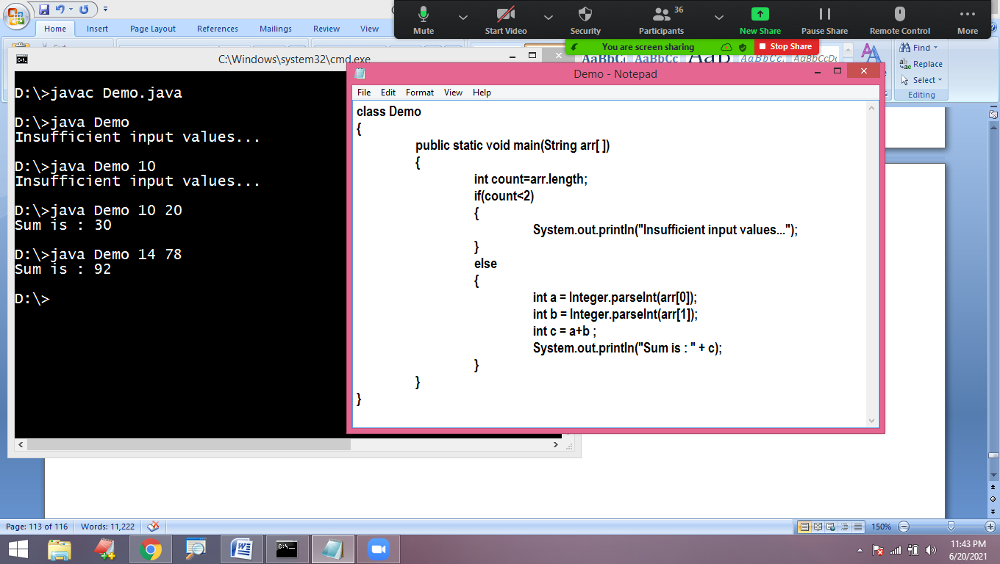 Mute
Start Video
Security
36
Participants
New Share
Pause Share
Remote Control
More
You are screen sharing
Stop Share
Home
Insert
Page Layout
References
Mailings
Review
View
Find
Replace
Select
Editing
C:\Windows\system32\cmd.exe
D:\>javac Demo.java
D:\>java Demo
Insufficient input values...
D:\>java Demo 10
Insufficient input values...
D:\>java Demo 10 20
Sum is : 30
D:\>java Demo 14 78
Sum is : 92
D:\>
Demo - Notepad
File Edit Format View Help
class Demo
{
public static void main(String arr[ ])
{
int count=arr.length;
if(count<2)
{
System.out.println("Insufficient input values...");
}
else
{
int a = Integer.parseInt(arr[0]);
int b = Integer.parseInt(arr[1]);
int c = a+b ;
System.out.println("Sum is : " + c);
}
}
}
Page: 113 of 116
Words: 11,222
150%
11:43 PM
6/20/2021